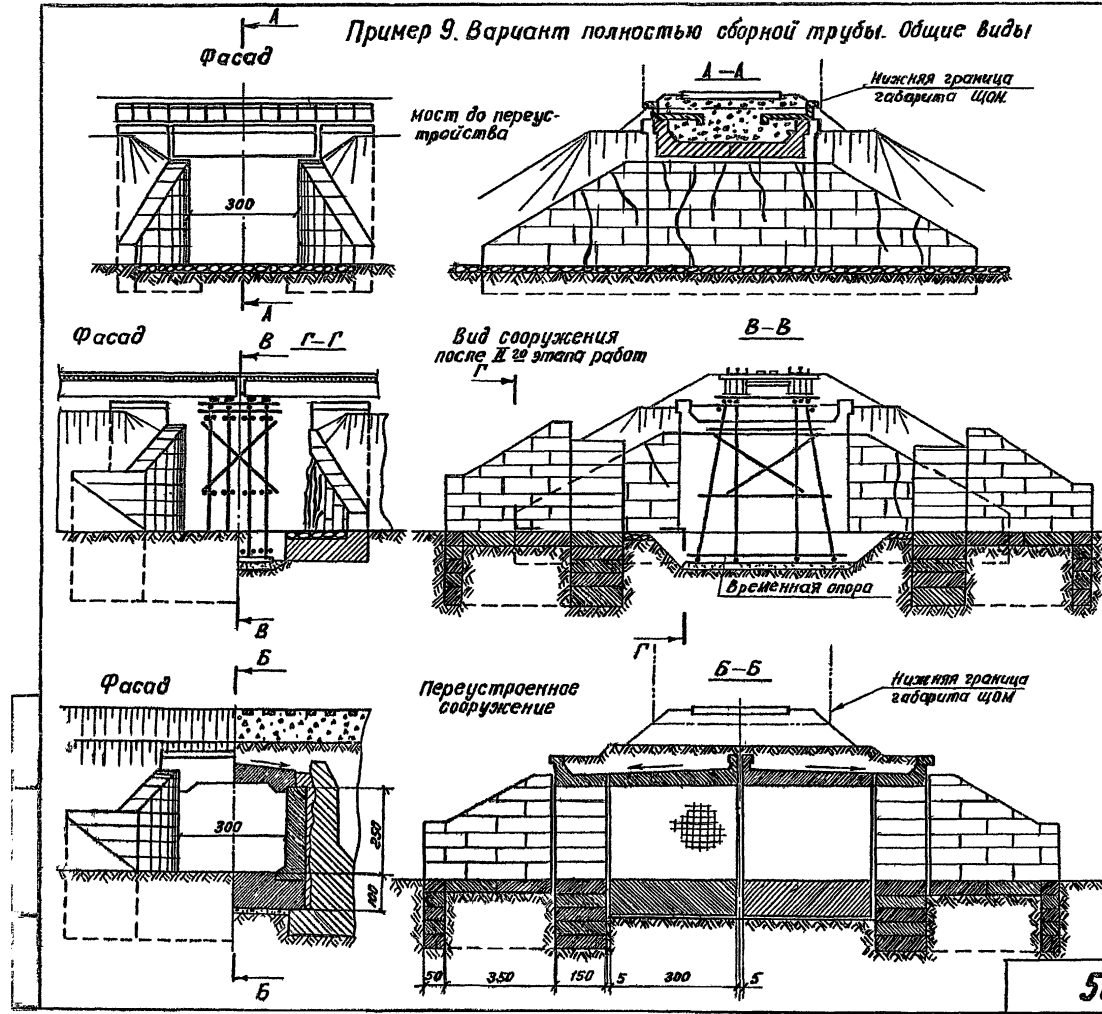 Пример 9. Вариант полностью сборной трубы. Общие виды
А
Фасад
мост до переус-
тройства
300
А
А–А
Нижняя граница
габарита ЩОМ.
Фасад
В
Г–Г
В
Вид сооружения
после II го этапа работ
В–В
Г
Временная опора
Г
Б
Фасад
300
250
100
Б
Переустроенное
сооружение
Б–Б
Нижняя граница
габарита ЩОМ
50
350
150
5
300
5